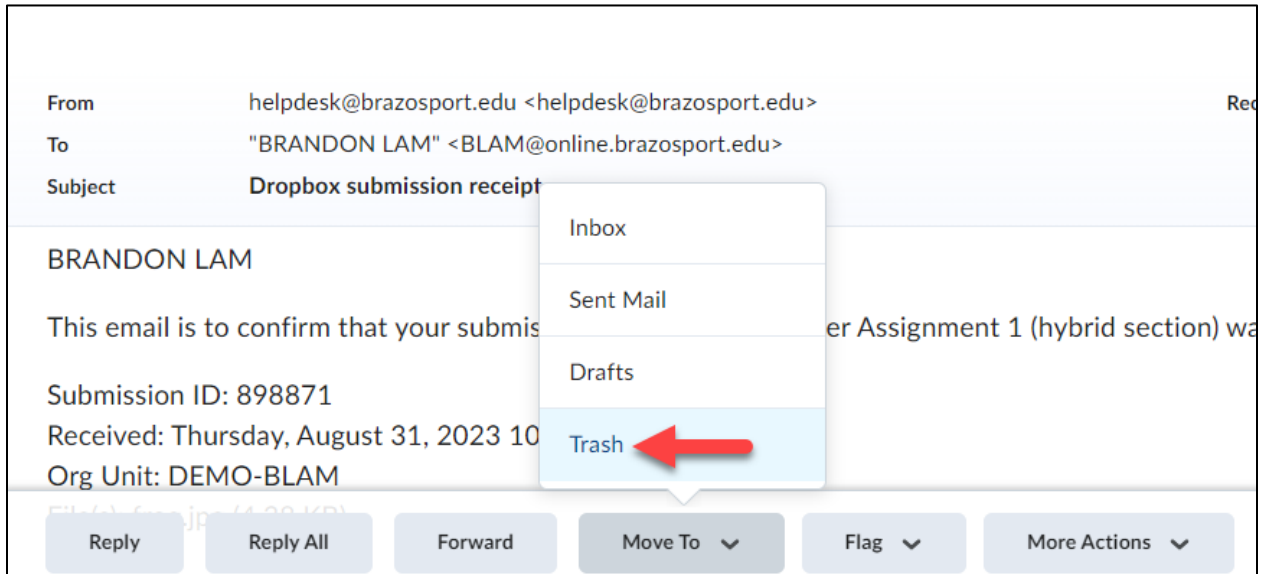 From helpdesk@brazosport.edu <helpdesk@brazosport.edu>
To "BRANDON LAM" <BLAM@online.brazosport.edu>
Subject Dropbox submission receipt
BRANDON LAM
This email is to confirm that your Assignment 1 (hybrid section)
Submission ID: 898871
Received: Thursday, August 31, 2023 10
Org Unit: DEMO-BLAM
Inbox
Sent Mail
Drafts
Trash
Reply Reply All Forward Move To Flag More Actions